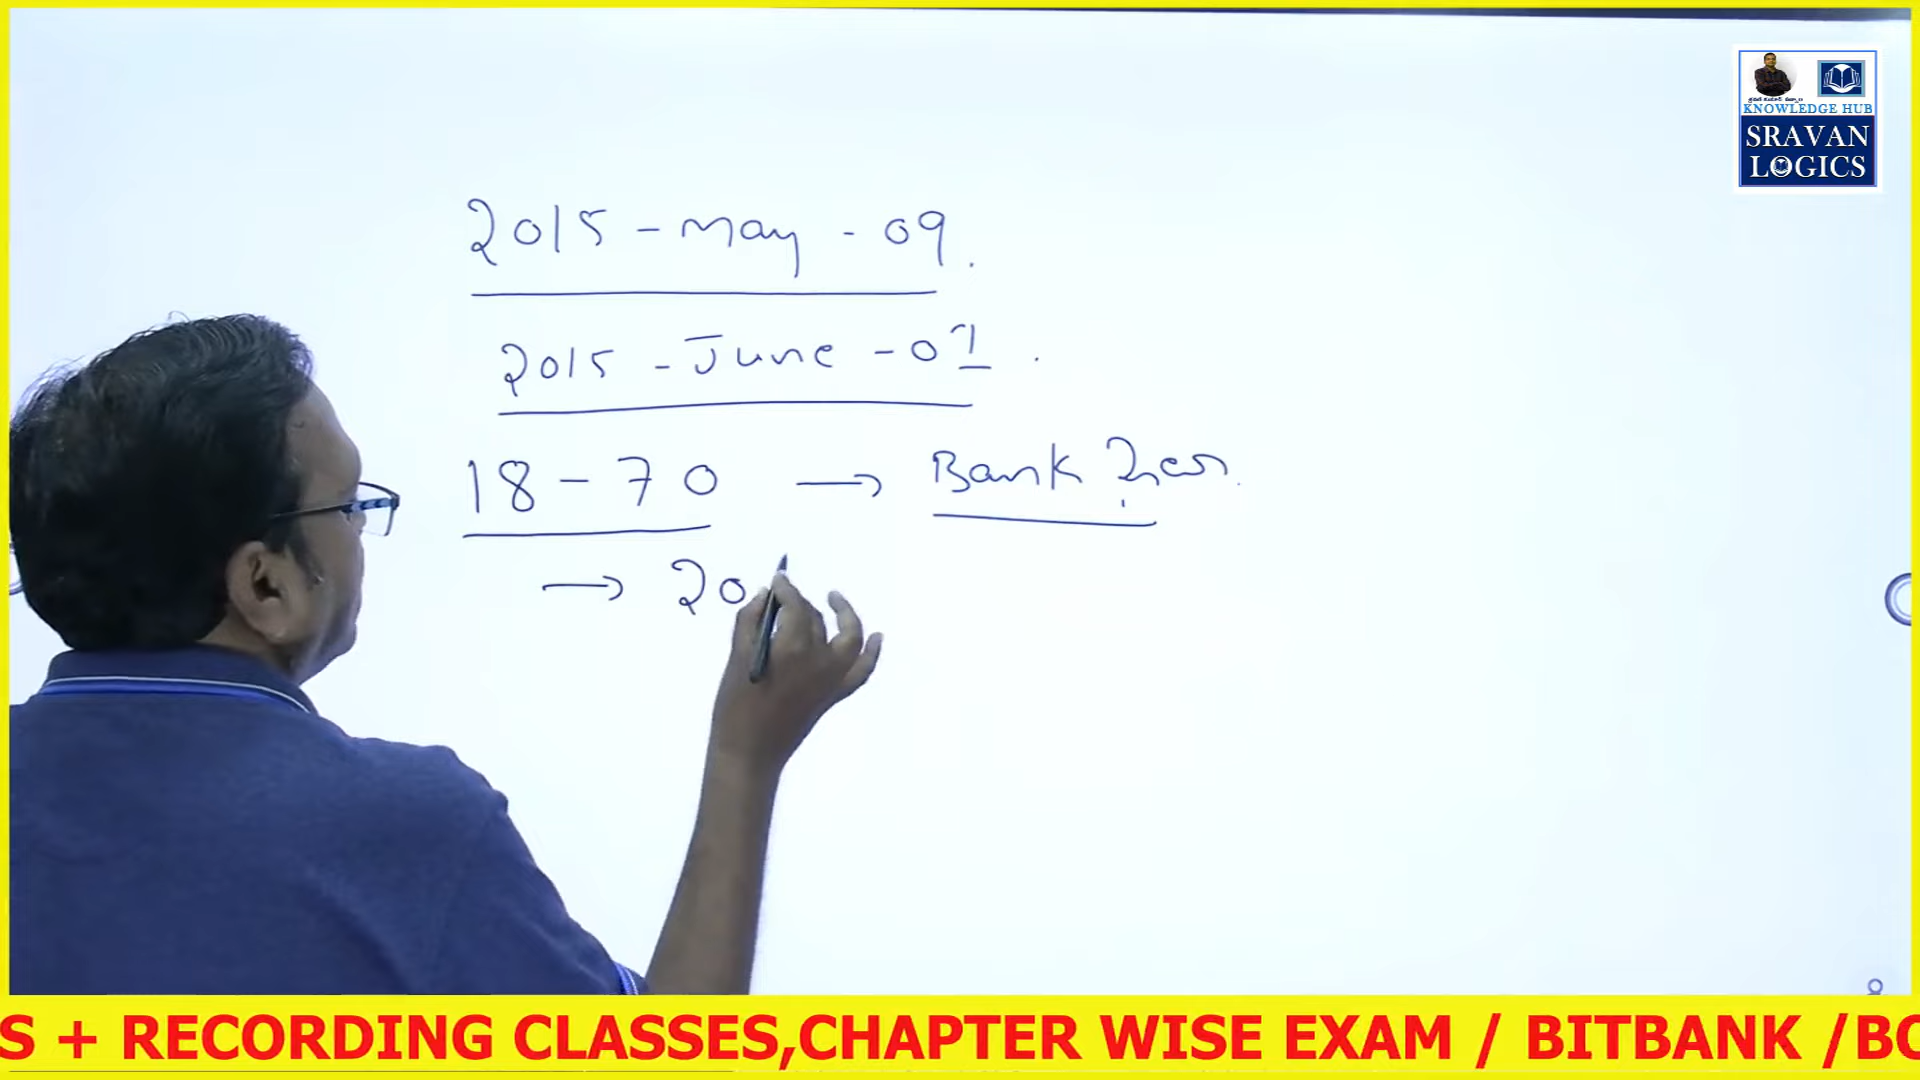 KNOWLEDGE HUB
SRAVAN
LOGICS
2015 - May - 09.
2015 - June - 01.
18 - 70 → Bank
→ 20
S + RECORDING CLASSES,CHAPTER WISE EXAM / BITBANK /BO